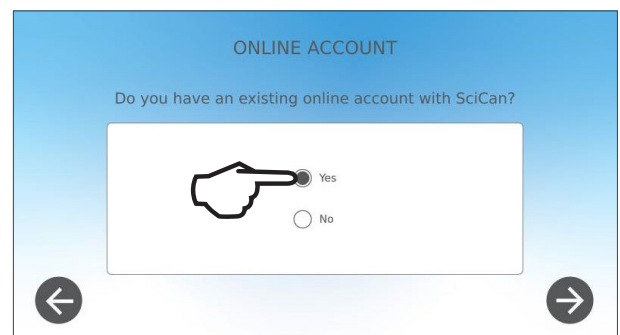 ONLINE ACCOUNT
Do you have an existing online account with SciCan?
Yes
No